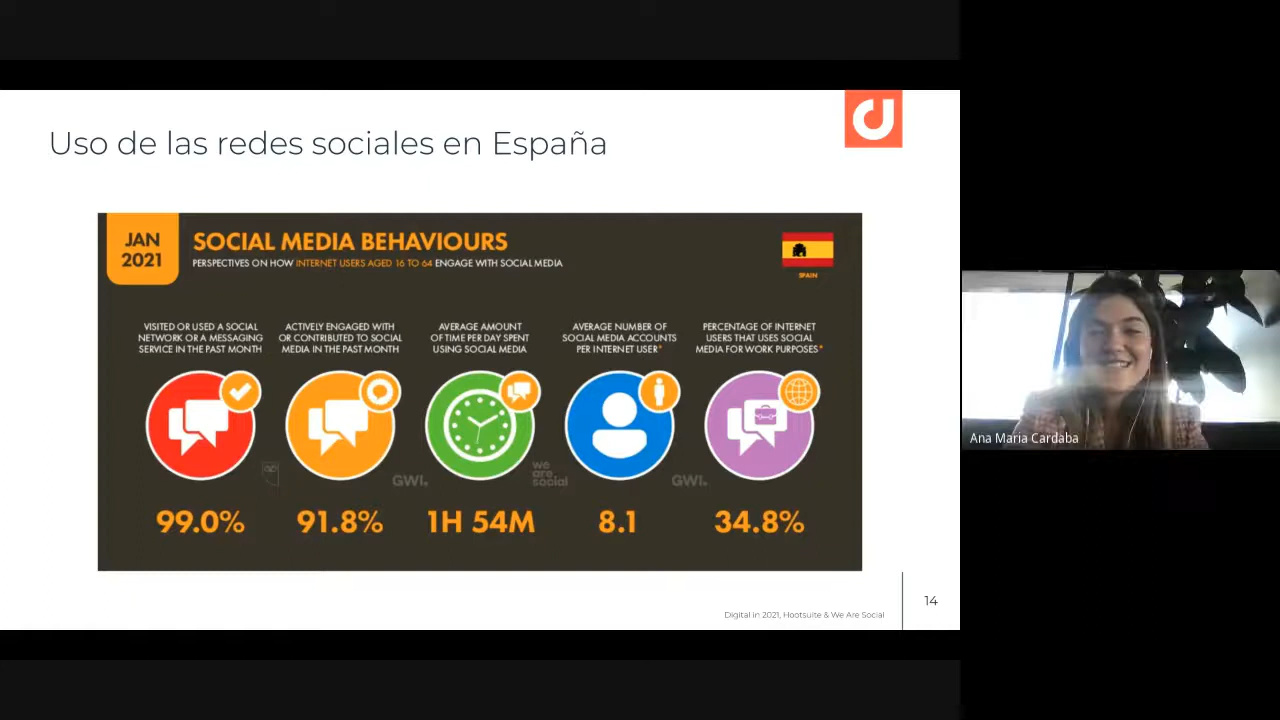 Uso de las redes sociales en España
JAN
2021
SOCIAL MEDIA BEHAVIOURS
PERSPECTIVES ON HOW INTERNET USERS AGED 16 TO 64 ENGAGE WITH SOCIAL MEDIA
SPAIN
VISITED OR USED A SOCIAL
NETWORK OR A MESSAGING
SERVICE IN THE PAST MONTH
ACTIVELY ENGAGED WITH
OR CONTRIBUTED TO SOCIAL
MEDIA IN THE PAST MONTH
AVERAGE AMOUNT
OF TIME PER DAY SPENT
USING SOCIAL MEDIA
AVERAGE NUMBER OF
SOCIAL MEDIA ACCOUNTS
PER INTERNET USER*
PERCENTAGE OF INTERNET
USERS THAT USES SOCIAL
MEDIA FOR WORK PURPOSES*
GWI.
we
are
social
GWI.
99.0%
91.8%
1H 54M
8.1
34.8%
Digital in 2021, Hootsuite & We Are Social
14
Ana Maria Cardaba